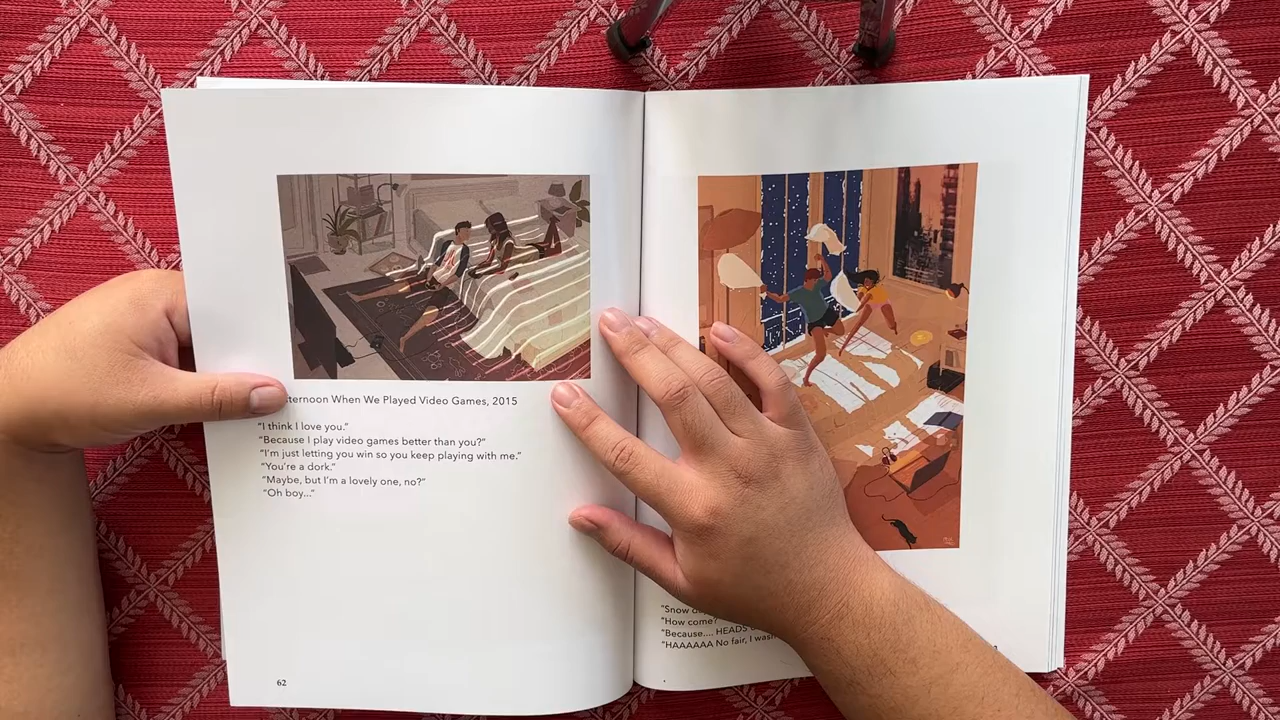 When We Played Video Games, 2015
"I think I love you."
"Because I play video games better than you?"
"I'm just letting you win so you keep playing with me."
"You're a dork."
"Maybe, but I'm a lovely one, no?"
"Oh boy..."
62
"Snow
"How come?
"Because.... HEADS
"HAAAAAA No fair, I